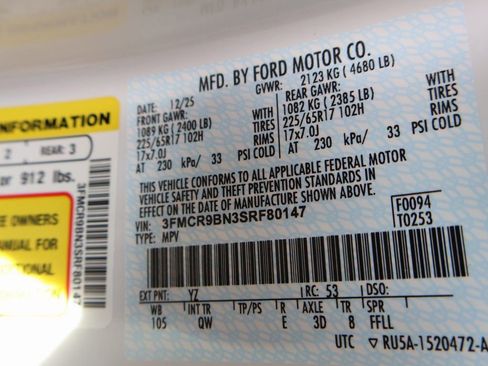 MFD. BY FORD MOTOR CO.
GVWR: 2123 KG ( 4680 LB)
DATE: 12/25
FRONT GAWR: REAR GAWR: WITH
1089 KG ( 2400 LB) WITH 1082 KG ( 2385 LB) TIRES
225/65R17 102H TIRES 225/65R17 102H RIMS
17x7.0J RIMS 17x7.0J
AT 230 kPa/ 33 PSI COLD AT 230 kPa/ 33 PSI COLD
THIS VEHICLE CONFORMS TO ALL APPLICABLE FEDERAL MOTOR
VEHICLE SAFETY AND THEFT PREVENTION STANDARDS IN
EFFECT ON THE DATE OF MANUFACTURE SHOWN ABOVE.
VIN: 3FMCR9BN3SRF80147 F0094
TYPE: MPV T0253
EXT PNT: YZ RC: 53 DSO:
WB INT TR TP/PS R AXLE TR SPR
105 QW E 3D 8 FFLL
UTC ▽RU5A-1520472-A
INFORMATION
2 REAR: 3
or 912 lbs.
E OWNERS
ANUAL FOR
ITIONAL
3FMCR9BN3SRF80147